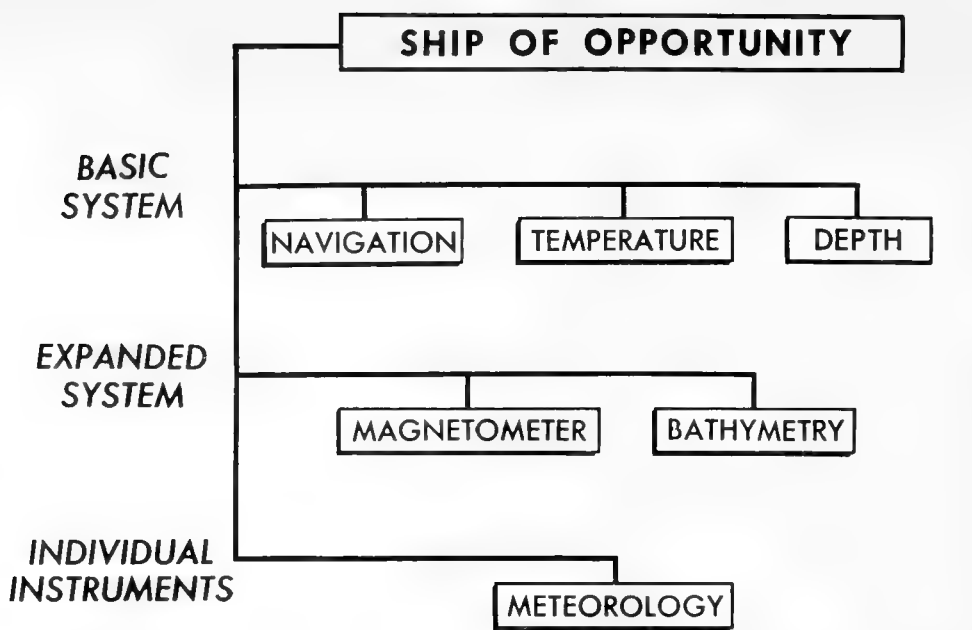 SHIP OF OPPORTUNITY
BASIC
SYSTEM
NAVIGATION
TEMPERATURE
DEPTH
EXPANDED
SYSTEM
MAGNETOMETER
BATHYMETRY
INDIVIDUAL
INSTRUMENTS
METEOROLOGY